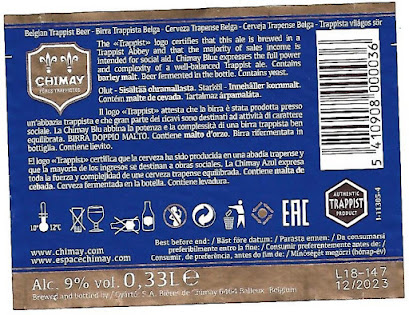 Belgian Trappist Beer - Birra Trappista Belga - Cerveza Trapense Belga - Cerveja Trapense Belga - Trappista világos sör
CHIMAY
PÈRES TRAPPISTES
The «Trappist» logo certifies that this ale is brewed in a
Trappist Abbey and that the majority of sales income is
intended for social aid. Chimay Blue expresses the full power
and complexity of a well-balanced Trappist ale. Contains
barley malt. Beer fermented in the bottle. Contains yeast.
Olut - Sisältää ohramallasta. Starköl - Innehåller kornmalt.
Contém malte de cevada. Tartalmaz árpamaláta.
Il logo «Trappist» attesta che la birra è stata prodotta presso
un'abbazia trappista e che gran parte dei ricavi sono destinati ad attività di carattere
sociale. La Chimay Blu abbina la potenza e la complessità di una birra trappista ben
equilibrata. BIRRA DOPPIO MALTO. Contiene malto d'orzo. Birra rifermentata in
bottiglia. Contiene lievito.
El logo «Trappist» certifica que la cerveza ha sido producida en una abadía trapense y
que la mayoría de los ingresos se destinan a obras sociales. La Chimay Azul expresa
toda la fuerza y complejidad de una cerveza trapense equilibrada. Contiene malta de
cebada. Cerveza fermentada en la botella. Contiene levadura.
5 410908 000036
AUTHENTIC
TRAPPIST
PRODUCT
1-11385-4
10° 12°C
EAC
www.chimay.com
www.espacechimay.com
Best before end: / Bäst före datum: / Parasta ennen: / Da consumarsi
preferibilmente entro la fine: / Consumir preferentemente antes de: /
Consumir de preferência, antes do fim de: / Minőségét megőrzi (hónap-év)
Alc. 9% vol. 0,33L e
Brewed and bottled by / Gyártó: S.A. Bières de Chimay 6464 Baileux, Belgium
L18-147
12/2023